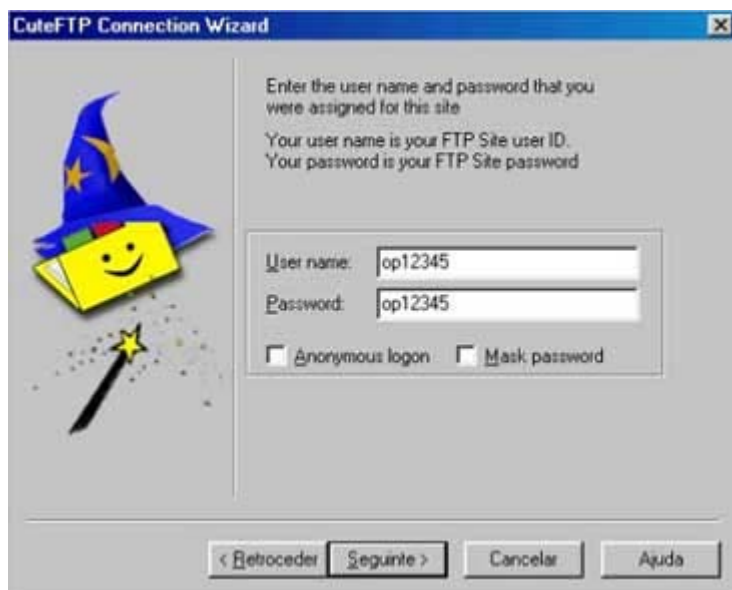 CuteFTP Connection Wizard
Enter the user name and password that you
were assigned for this site
Your user name is your FTP Site user ID.
Your password is your FTP Site password
User name: op12345
Password: op12345
Anonymous logon Mask password
< Retroceder Seguinte > Cancelar Ajuda